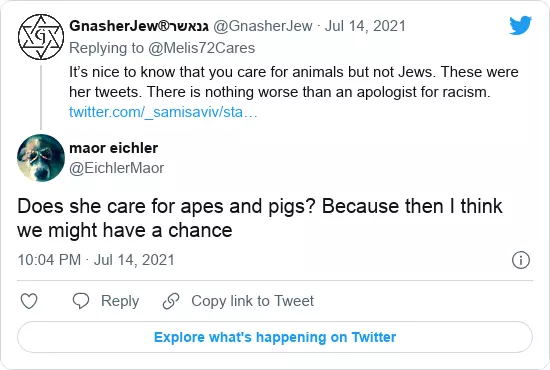 GnasherJew®גנאשר @GnasherJew · Jul 14, 2021
Replying to @Melis72Cares
It’s nice to know that you care for animals but not Jews. These were
her tweets. There is nothing worse than an apologist for racism.
twitter.com/_samisaviv/sta…
maor eichler
@EichlerMaor
Does she care for apes and pigs? Because then I think
we might have a chance
10:04 PM · Jul 14, 2021
Reply
Copy link to Tweet
Explore what's happening on Twitter